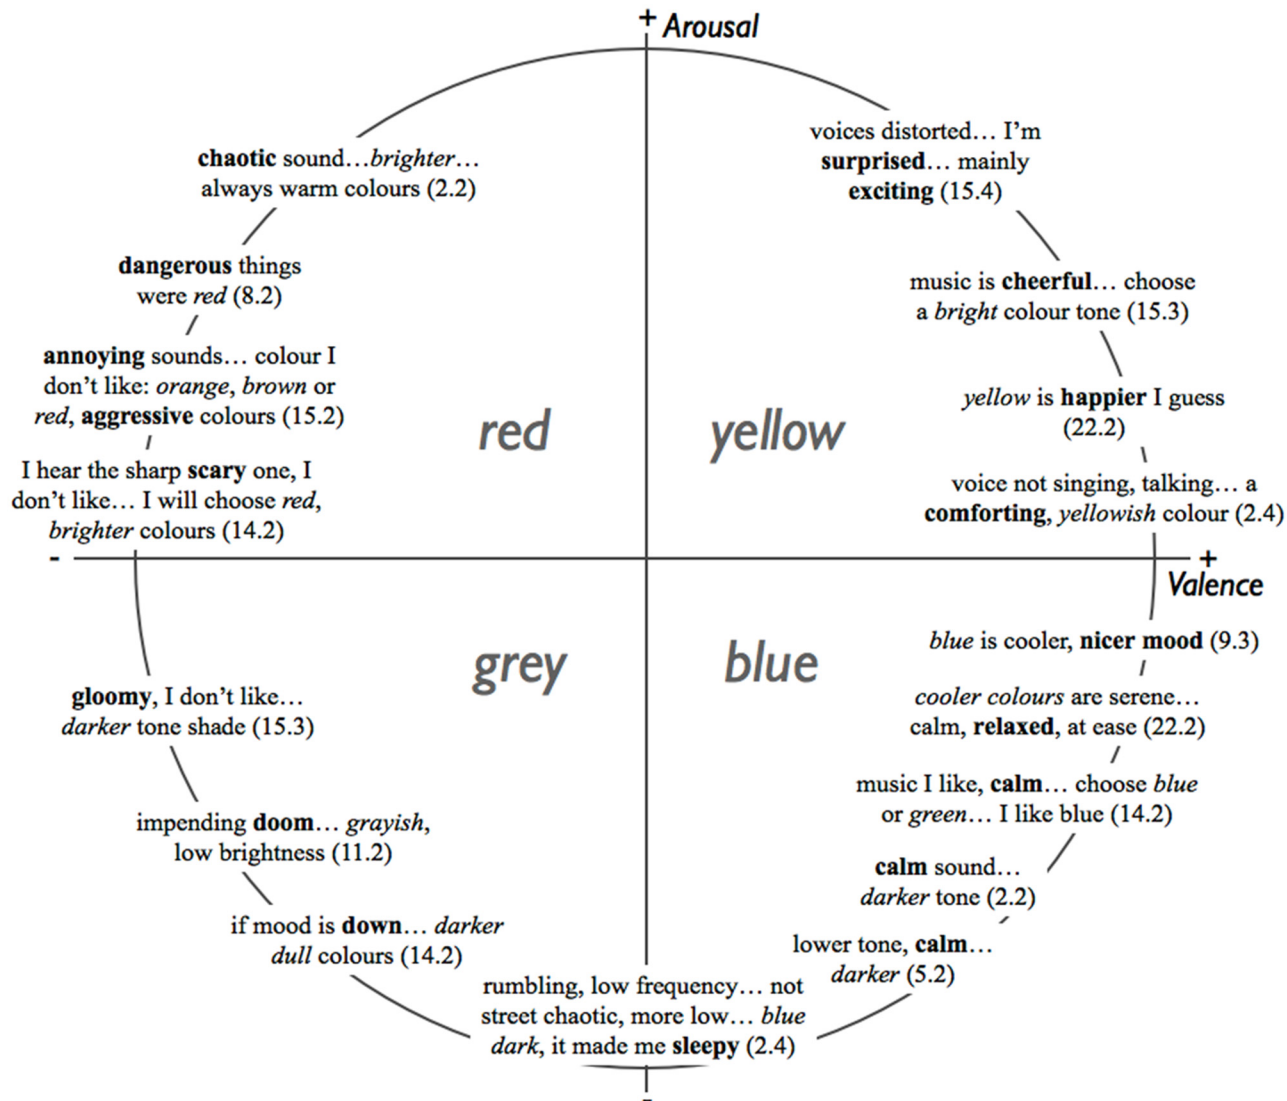 + Arousal
voices distorted… I’m
surprised… mainly
exciting (15.4)
chaotic sound…brighter…
always warm colours (2.2)
dangerous things
were red (8.2)
music is cheerful… choose
a bright colour tone (15.3)
annoying sounds… colour I
don’t like: orange, brown or
red, aggressive colours (15.2)
yellow is happier I guess
(22.2)
red
yellow
I hear the sharp scary one, I
don’t like… I will choose red,
brighter colours (14.2)
voice not singing, talking… a
comforting, yellowish colour (2.4)
-
+
Valence
grey
blue
blue is cooler, nicer mood (9.3)
gloomy, I don’t like…
darker tone shade (15.3)
cooler colours are serene…
calm, relaxed, at ease (22.2)
music I like, calm… choose blue
or green… I like blue (14.2)
impending doom… grayish,
low brightness (11.2)
calm sound…
darker tone (2.2)
if mood is down… darker
dull colours (14.2)
lower tone, calm…
darker (5.2)
rumbling, low frequency… not
street chaotic, more low… blue
dark, it made me sleepy (2.4)
-